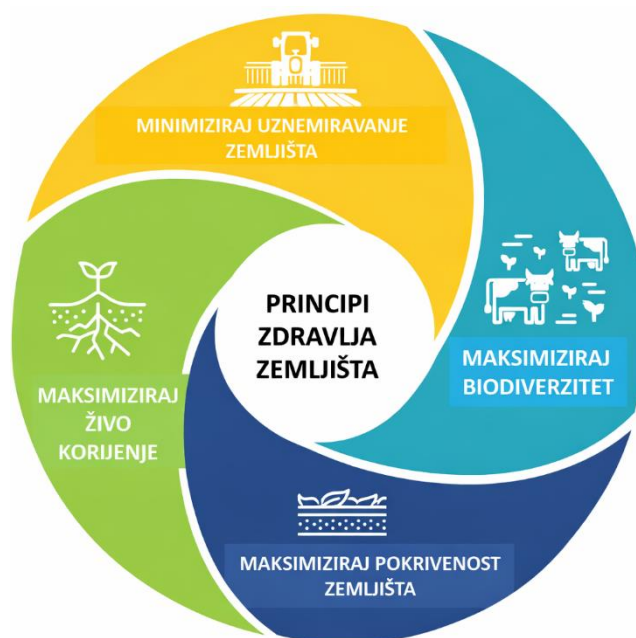 MINIMIZIRAJ UZNEMIRAVANJE
ZEMLJIŠTA
PRINCIPI
ZDRAVLJA
ZEMLJIŠTA
MAKSIMIZIRAJ
BIODIVERZITET
MAKSIMIZIRAJ
ŽIVO
KORIJENJE
MAKSIMIZIRAJ POKRIVENOST
ZEMLJIŠTA